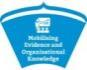 Mobilising
Evidence and
Organisational
Knowledge